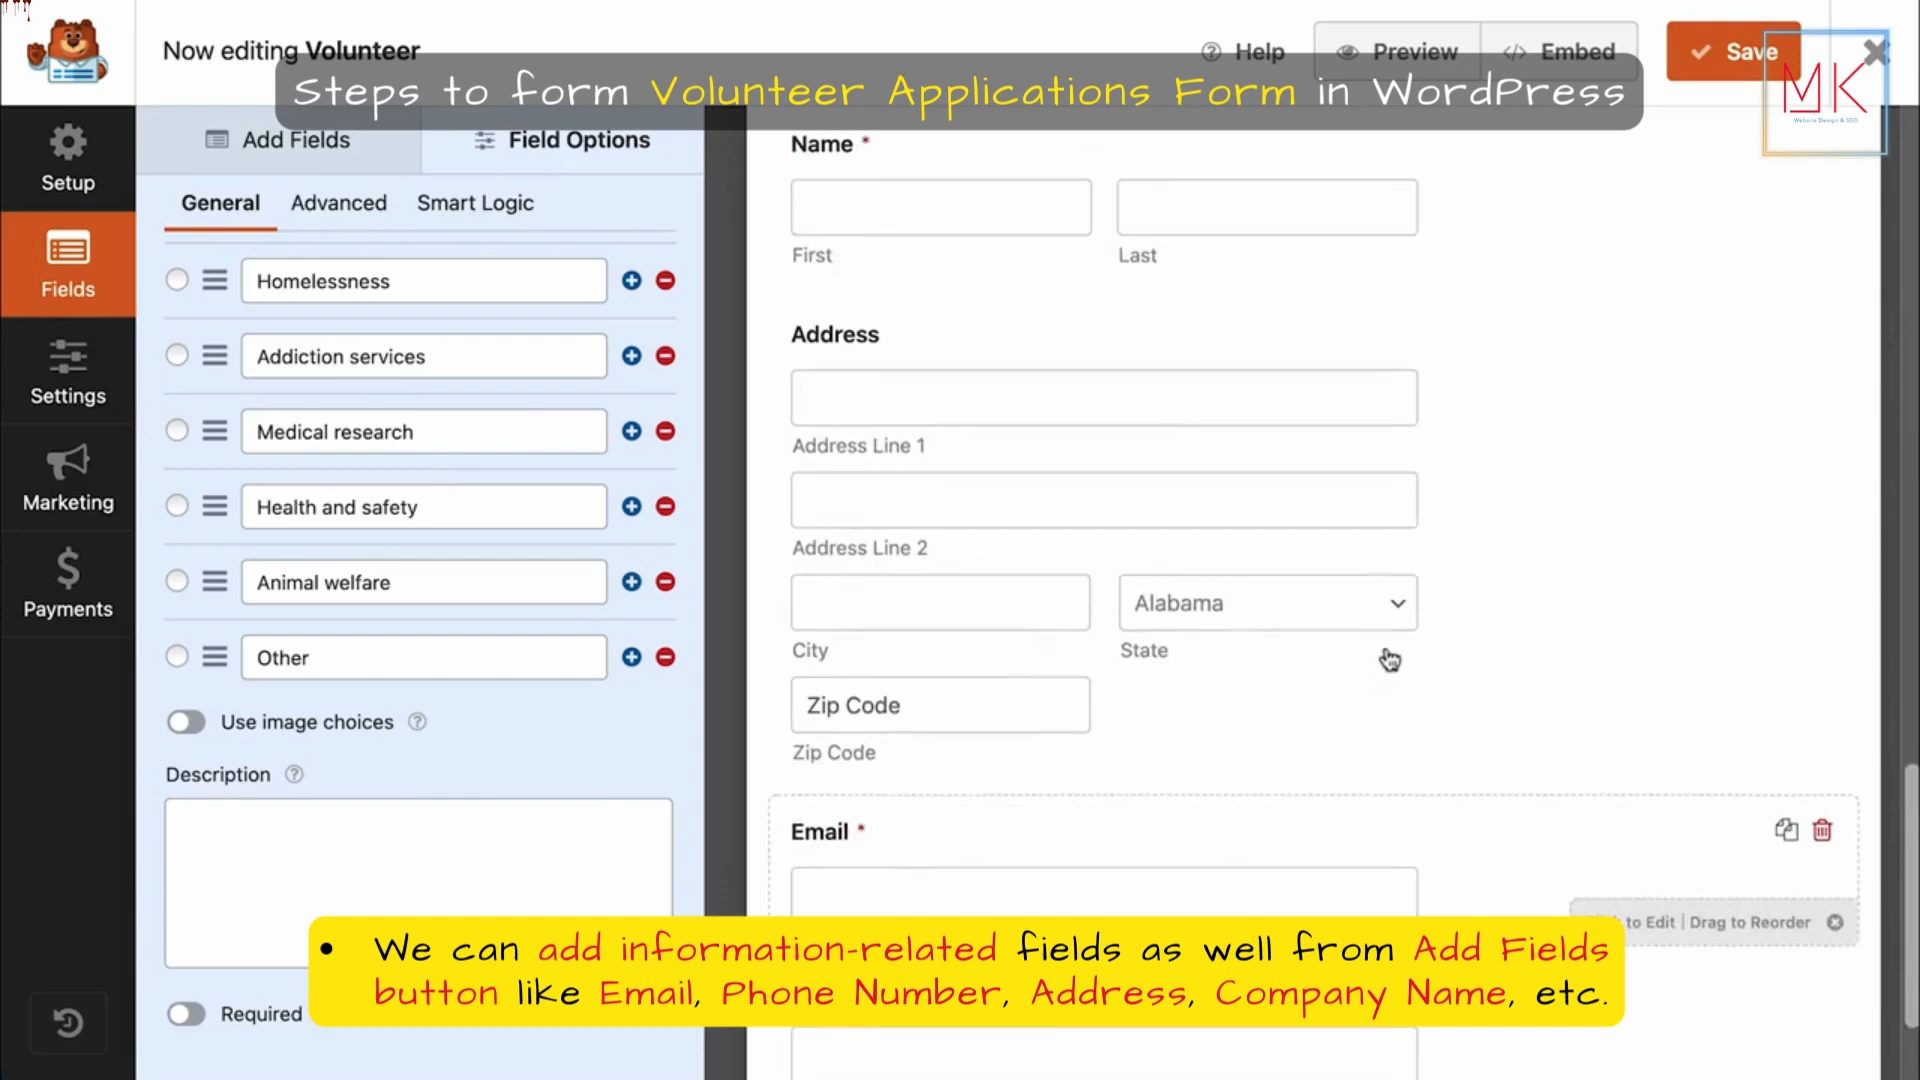 Now editing Volunteer
Help
Preview
Embed
Save
Steps to form Volunteer Applications Form in WordPress
MK
Website Design & SEO
Setup
Fields
Settings
Marketing
Payments
Add Fields
Field Options
General
Advanced
Smart Logic
Homelessness
Addiction services
Medical research
Health and safety
Animal welfare
Other
Use image choices
Description
Required
Name *
First
Last
Address
Address Line 1
Address Line 2
Alabama
City
State
Zip Code
Zip Code
Email *
to Edit | Drag to Reorder
• We can add information-related fields as well from Add Fields
button like Email, Phone Number, Address, Company Name, etc.